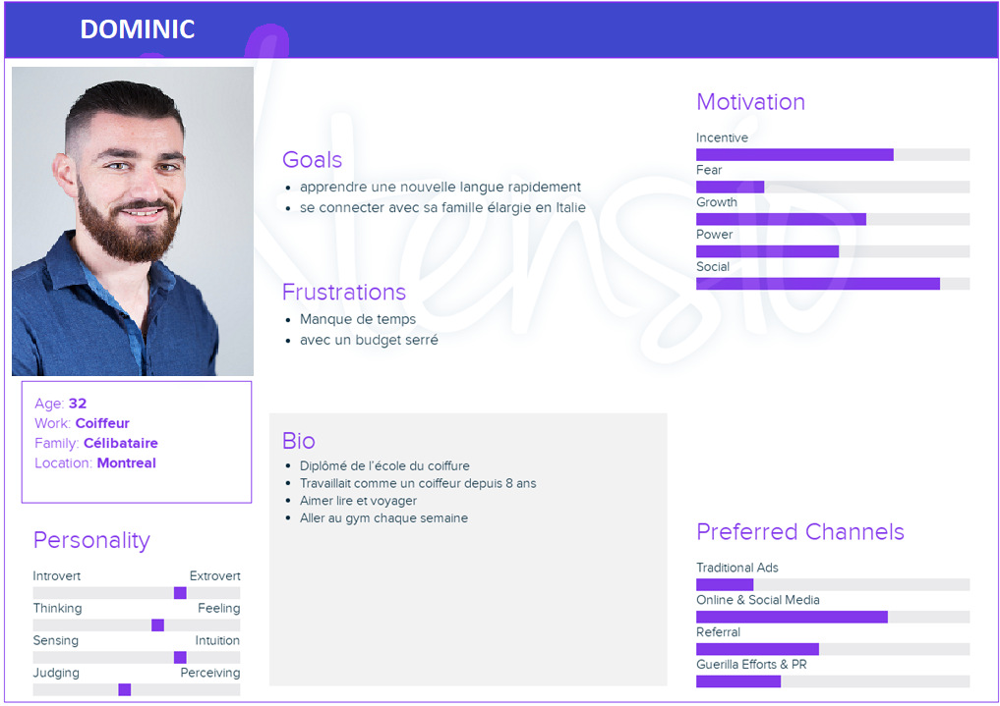 DOMINIC
Goals
apprendre une nouvelle langue rapidement
se connecter avec sa famille élargie en Italie
Frustrations
Manque de temps
avec un budget serré
Motivation
Incentive
Fear
Growth
Power
Social
Age: 32
Work: Coiffeur
Family: Célibataire
Location: Montreal
Bio
Diplômé de l'école du coiffure
Travaillait comme un coiffeur depuis 8 ans
Aimer lire et voyager
Aller au gym chaque semaine
Personality
Introvert Extrovert
Thinking Feeling
Sensing Intuition
Judging Perceiving
Preferred Channels
Traditional Ads
Online & Social Media
Referral
Guerilla Efforts & PR
xtensio